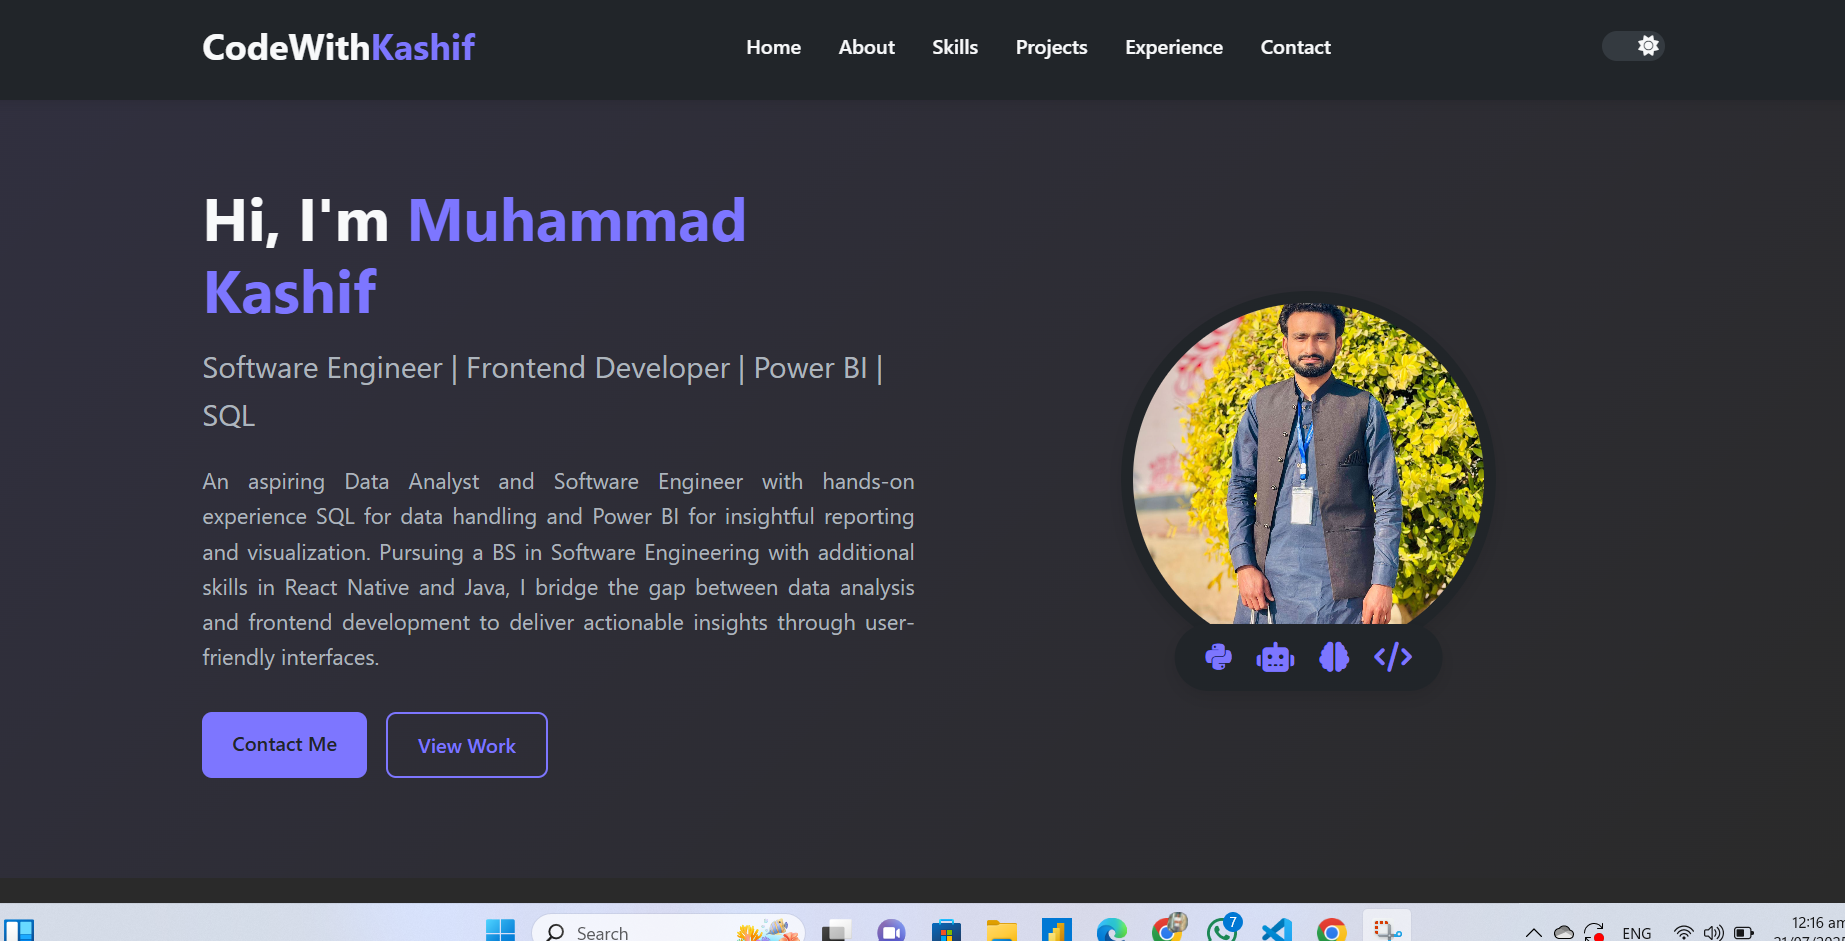 CodeWithKashif
Home About Skills Projects Experience Contact
Hi, I'm Muhammad
Kashif
Software Engineer | Frontend Developer | Power BI |
SQL
An aspiring Data Analyst and Software Engineer with hands-on
experience SQL for data handling and Power BI for insightful reporting
and visualization. Pursuing a BS in Software Engineering with additional
skills in React Native and Java, I bridge the gap between data analysis
and frontend development to deliver actionable insights through user-
friendly interfaces.
Contact Me View Work
Search
7
ENG
12:16 am